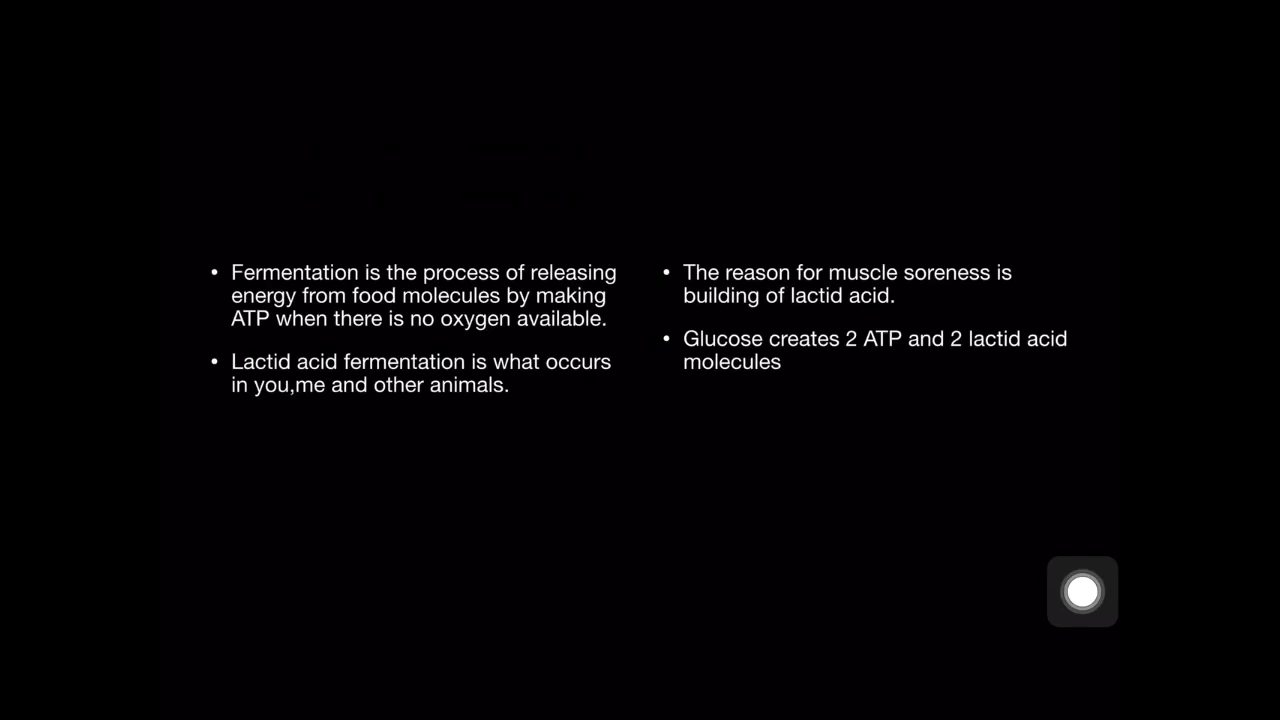 • Fermentation is the process of releasing
energy from food molecules by making
ATP when there is no oxygen available.
• Lactid acid fermentation is what occurs
in you,me and other animals.
• The reason for muscle soreness is
building of lactid acid.
• Glucose creates 2 ATP and 2 lactid acid
molecules